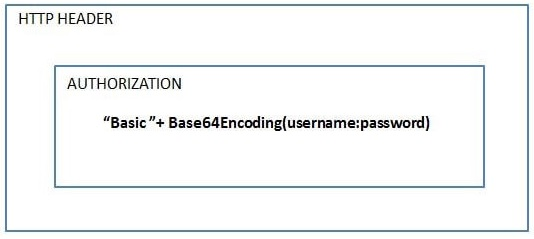 HTTP HEADER
AUTHORIZATION
“Basic ”+ Base64Encoding(username:password)